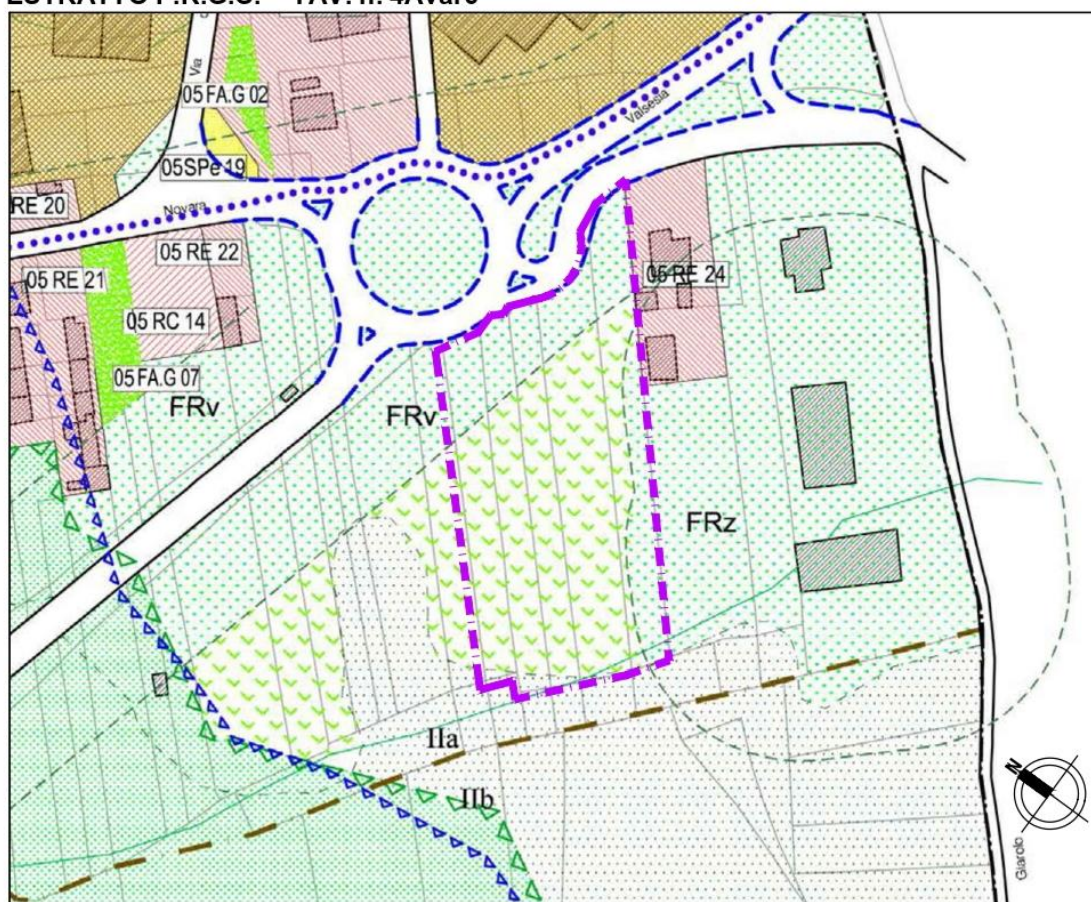 ESTRATTO P.R.G.C. - TAV. n. 4Avar5
Via
05 FA.G 02
Valsesia
05SPe 19
RE 20
Novara
05 RE 22
05 RE 21
05 RE 24
05 RC 14
05 FA.G 07
FRv
FRv
FRz
IIa
IIb
N
Giarolo